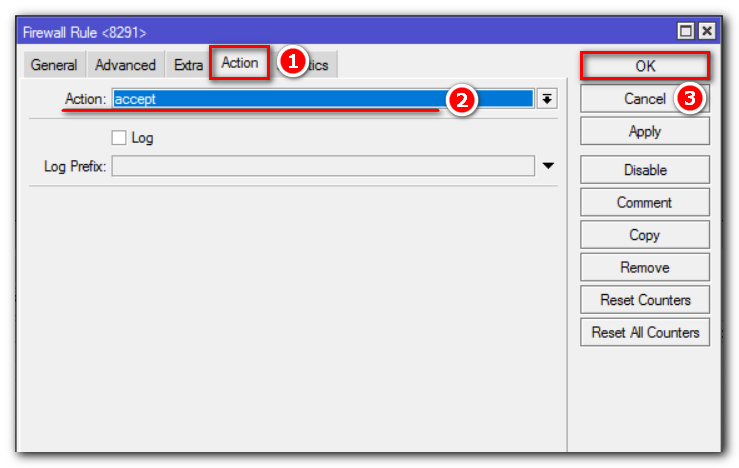 Firewall Rule <8291>
General Advanced Extra Action 1 tics
OK
Action: accept 2
Cancel 3
Log
Apply
Log Prefix:
Disable
Comment
Copy
Remove
Reset Counters
Reset All Counters